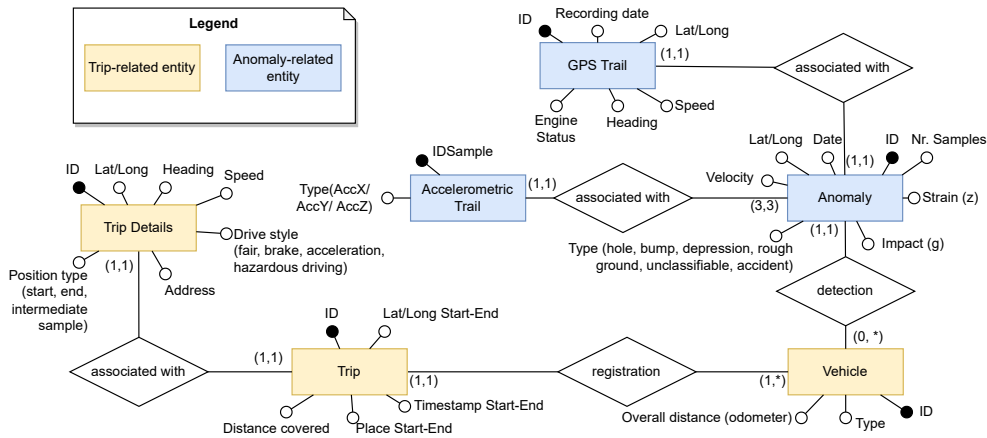 Legend
Trip-related entity
Anomaly-related
entity
ID
Recording date
Lat/Long
GPS Trail
(1,1)
Engine
Status
Heading
Speed
associated with
Lat/Long
Date
ID
Nr. Samples
(1,1)
Velocity
Anomaly
Strain (z)
(3,3)
(1,1)
Impact (g)
Type (hole, bump, depression, rough
ground, unclassifiable, accident)
IDSample
Type(AccX/
AccY/ AccZ)
Accelerometric
Trail
(1,1)
associated with
ID
Lat/Long
Heading
Speed
Trip Details
Drive style
(fair, brake, acceleration,
hazardous driving)
(1,1)
Position type
(start, end,
intermediate
sample)
Address
detection
(0, *)
associated with
(1,1)
ID
Lat/Long Start-End
Trip
(1,1)
Timestamp Start-End
Distance covered
Place Start-End
registration
(1,*)
Vehicle
Overall distance (odometer)
Type
ID